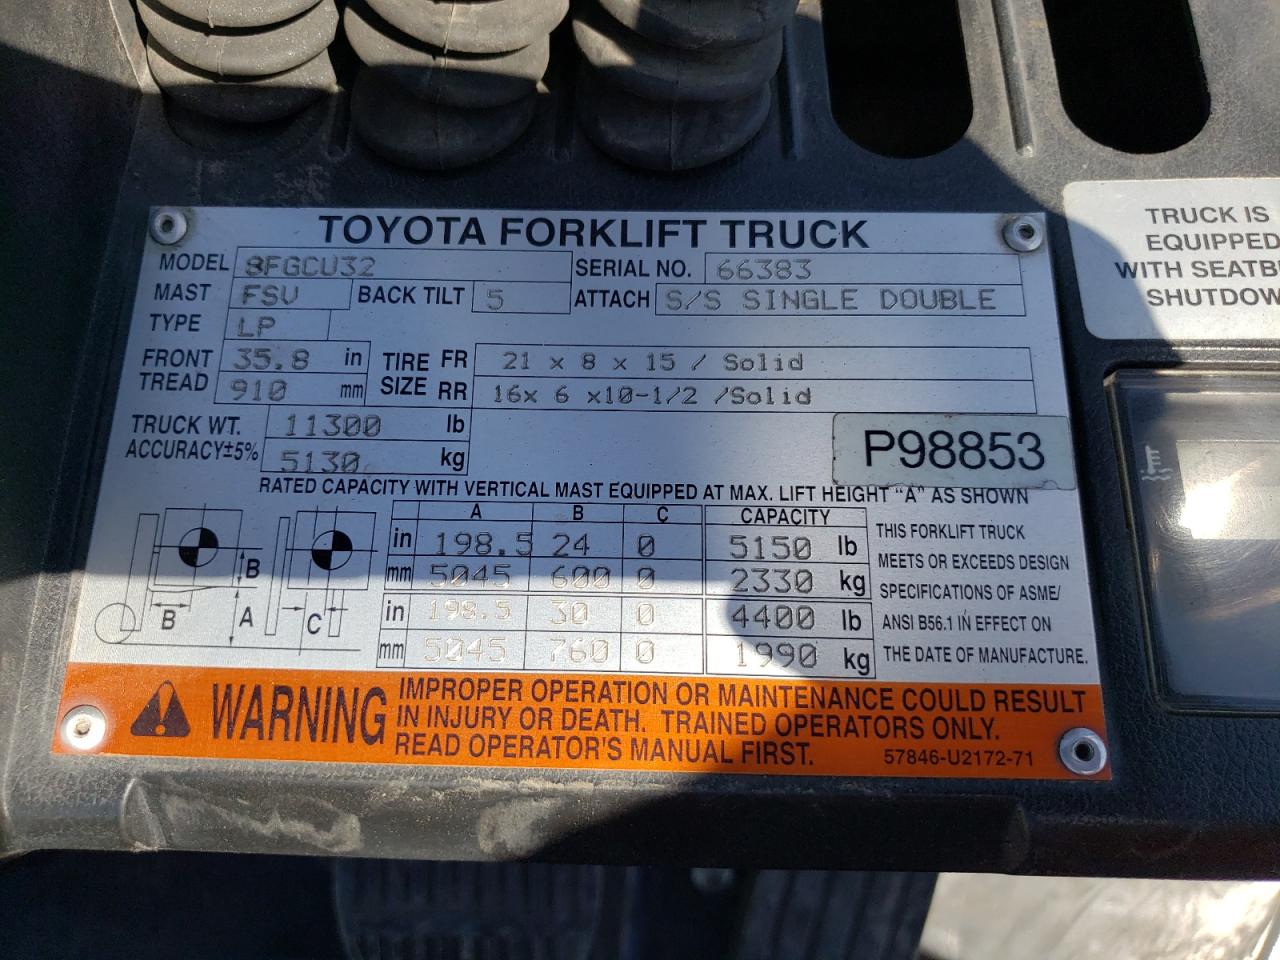 TOYOTA FORKLIFT TRUCK
MODEL 8FGCU32 SERIAL NO. 66383
MAST FSV BACK TILT 5 ATTACH S/S SINGLE DOUBLE
TYPE LP
FRONT TREAD 35.8 in 910 mm
TIRE SIZE FR 21 x 8 x 15 / Solid
RR 16x 6 x10-1/2 /Solid
TRUCK WT. 11300 lb
ACCURACY±5% 5130 kg
P98853
RATED CAPACITY WITH VERTICAL MAST EQUIPPED AT MAX. LIFT HEIGHT "A" AS SHOWN
A B C CAPACITY
in 198.5 24 0 5150 lb
mm 5045 600 0 2330 kg
in 198.5 30 0 4400 lb
mm 5045 760 0 1990 kg
B
B
A
C
THIS FORKLIFT TRUCK
MEETS OR EXCEEDS DESIGN
SPECIFICATIONS OF ASME/
ANSI B56.1 IN EFFECT ON
THE DATE OF MANUFACTURE.
WARNING
IMPROPER OPERATION OR MAINTENANCE COULD RESULT
IN INJURY OR DEATH. TRAINED OPERATORS ONLY.
READ OPERATOR'S MANUAL FIRST. 57846-U2172-71
TRUCK IS
EQUIPPED
WITH SEATB
SHUTDOW